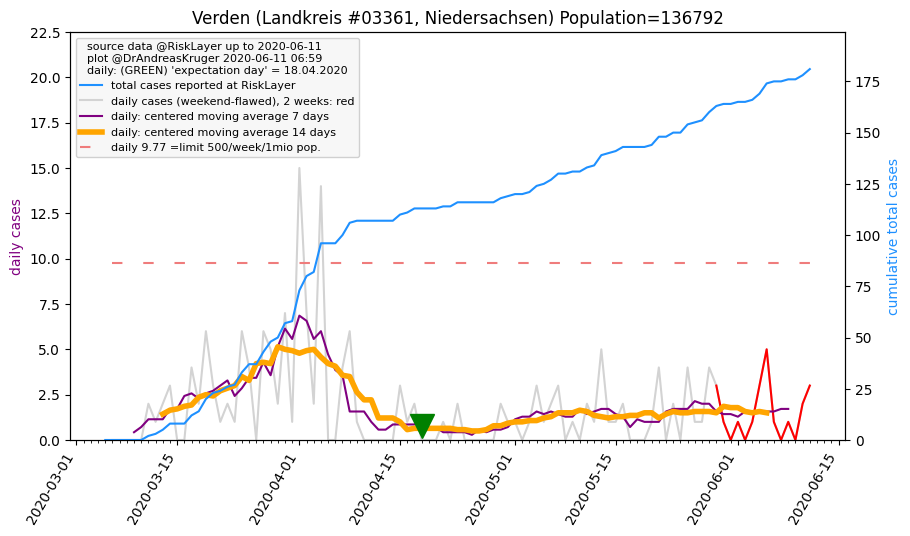 Verden (Landkreis #03361, Niedersachsen) Population=136792
source data @RiskLayer up to 2020-06-11
plot @DrAndreasKruger 2020-06-11 06:59
daily: (GREEN) 'expectation day' = 18.04.2020
total cases reported at RiskLayer
daily cases (weekend-flawed), 2 weeks: red
daily: centered moving average 7 days
daily: centered moving average 14 days
daily 9.77 =limit 500/week/1mio pop.
daily cases
22.5
20.0
17.5
15.0
12.5
10.0
7.5
5.0
2.5
0.0
cumulative total cases
175
150
125
100
75
50
25
0
2020-03-01
2020-03-15
2020-04-01
2020-04-15
2020-05-01
2020-05-15
2020-06-01
2020-06-15